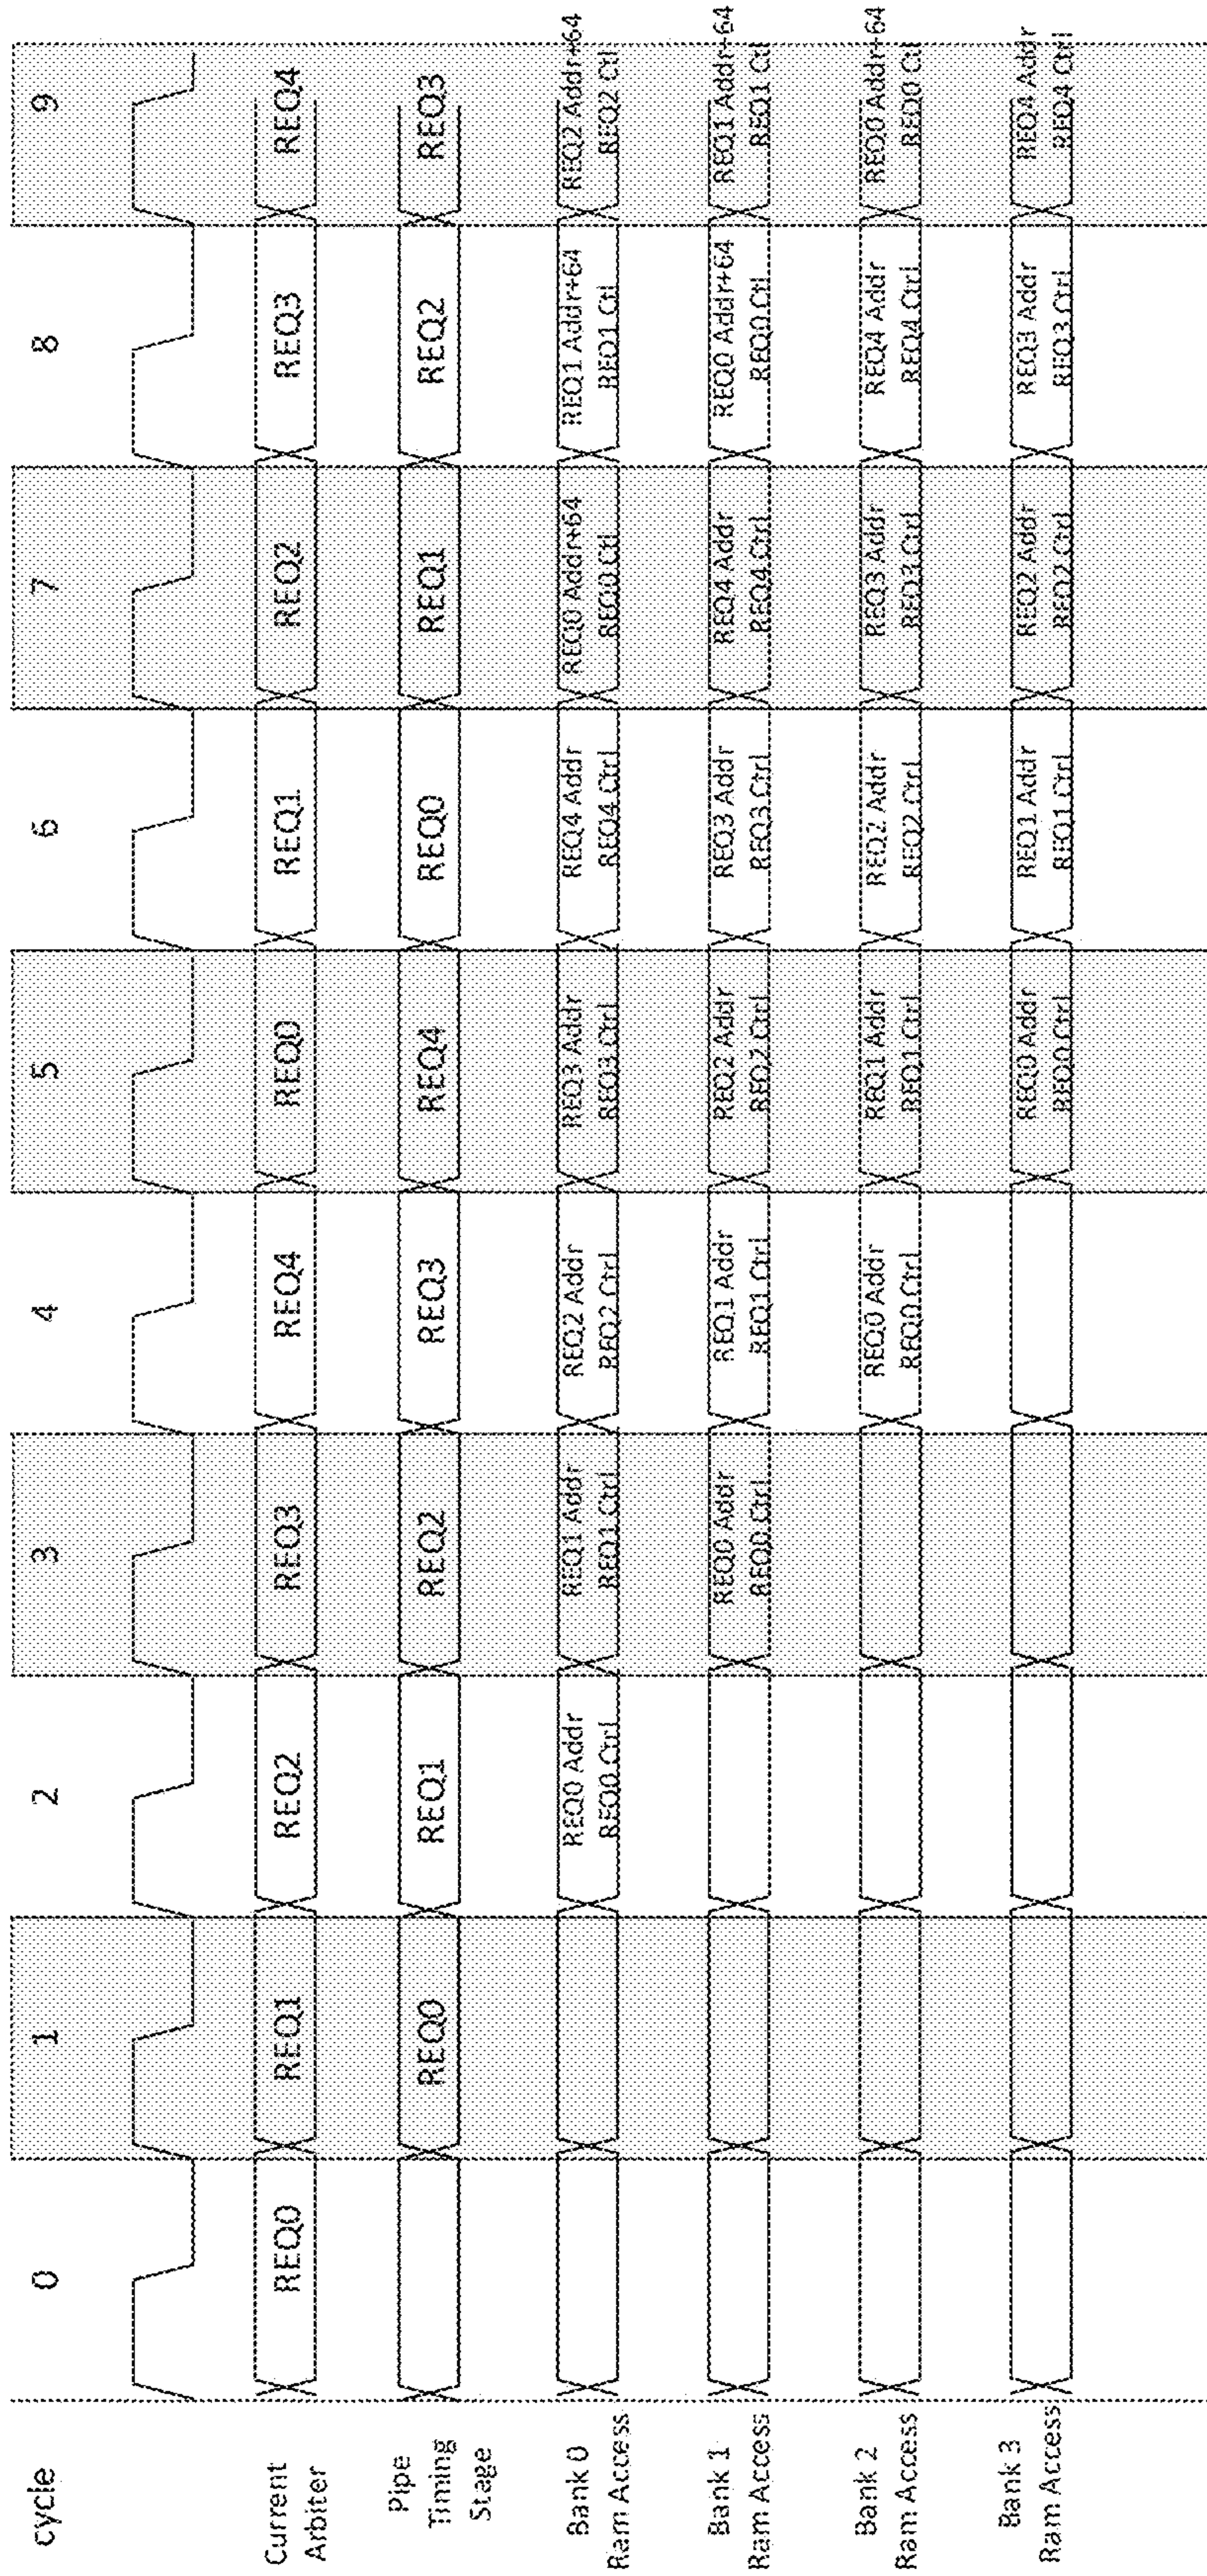 cycle
0
1
2
3
4
5
6
7
8
9
Current
Arbiter
REQ0
REQ1
REQ2
REQ3
REQ4
REQ0
REQ1
REQ2
REQ3
REQ4
Pipe
Timing
Stage
REQ0
REQ1
REQ2
REQ3
REQ4
REQ0
REQ1
REQ2
REQ3
Bank 0
Ram Access
REQ0 Addr
REQ0 Ctrl
REQ1 Addr
REQ1 Ctrl
REQ2 Addr
REQ2 Ctrl
REQ3 Addr
REQ3 Ctrl
REQ4 Addr
REQ4 Ctrl
REQ0 Addr+64
REQ0 Ctl
REQ1 Addr+64
REQ1 Ctl
REQ2 Addr+64
REQ2 Ctl
Bank 1
Ram Access
REQ0 Addr
REQ0 Ctrl
REQ1 Addr
REQ1 Ctrl
REQ2 Addr
REQ2 Ctrl
REQ3 Addr
REQ3 Ctrl
REQ4 Addr
REQ4 Ctrl
REQ0 Addr+64
REQ0 Ctl
REQ1 Addr+64
REQ1 Ctl
Bank 2
Ram Access
REQ0 Addr
REQ0 Ctrl
REQ1 Addr
REQ1 Ctrl
REQ2 Addr
REQ2 Ctrl
REQ3 Addr
REQ3 Ctrl
REQ4 Addr
REQ4 Ctrl
REQ0 Addr+64
REQ0 Ctl
Bank 3
Ram Access
REQ0 Addr
REQ0 Ctrl
REQ1 Addr
REQ1 Ctrl
REQ2 Addr
REQ2 Ctrl
REQ3 Addr
REQ3 Ctrl
REQ4 Addr
REQ4 Ctrl